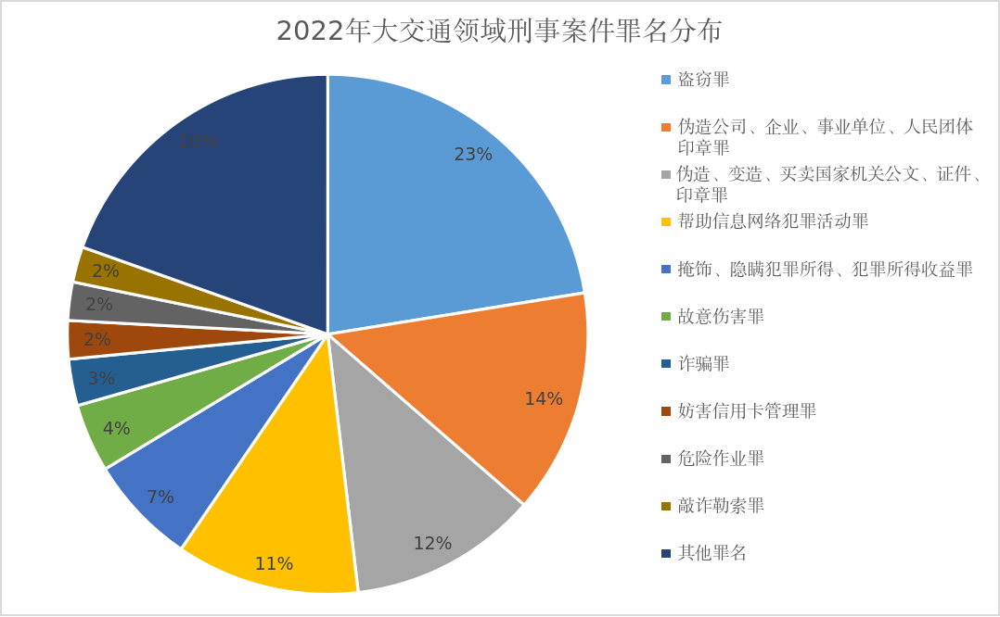 2022年大交通领域刑事案件罪名分布
20%
23%
2%
2%
2%
3%
14%
4%
7%
12%
11%
盗窃罪
伪造公司、企业、事业单位、人民团体
印章罪
伪造、变造、买卖国家机关公文、证件、
印章罪
帮助信息网络犯罪活动罪
掩饰、隐瞒犯罪所得、犯罪所得收益罪
故意伤害罪
诈骗罪
妨害信用卡管理罪
危险作业罪
敲诈勒索罪
其他罪名